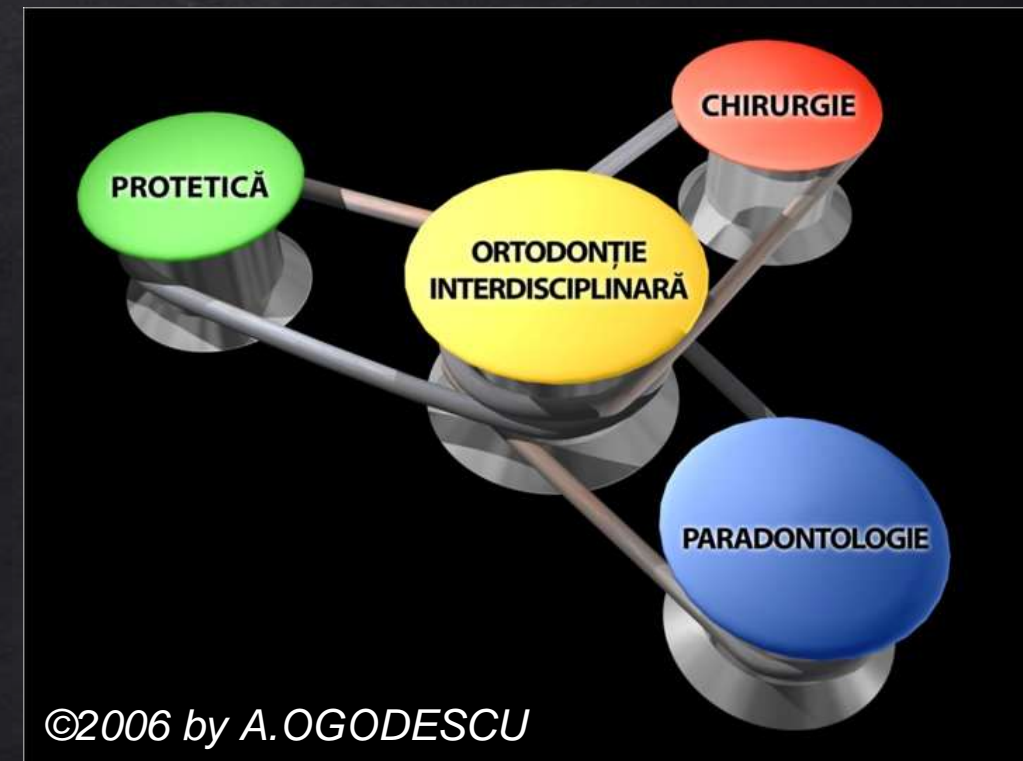 CHIRURGIE
PROTETICĂ
ORTODONȚIE
INTERDISCIPLINARĂ
PARADONTOLOGIE
©2006 by A.OGODESCU